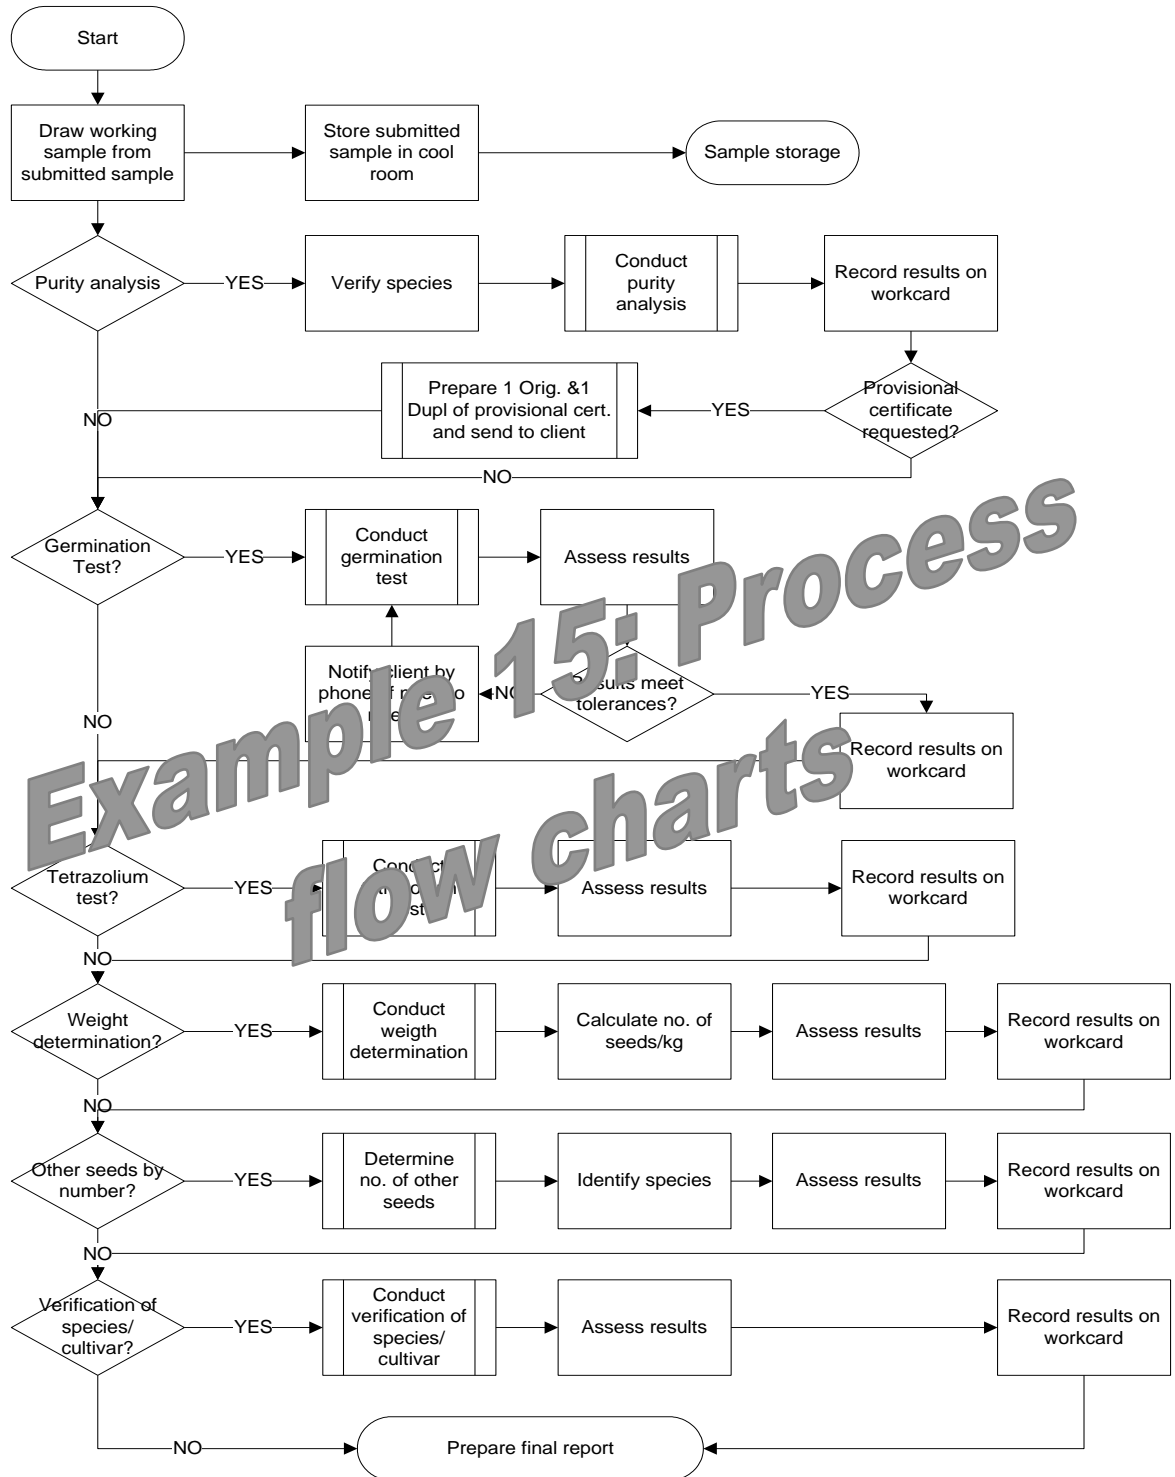 Start
Draw working
sample from
submitted sample
Store submitted
sample in cool
room
Sample storage
Purity analysis
YES
Verify species
Conduct
purity
analysis
Record results on
workcard
Prepare 1 Orig. &1
Dupl of provisional cert.
and send to client
YES
Provisional
certificate
requested?
NO
NO
Germination
Test?
YES
Conduct
germination
test
Assess results
Notify client by
phone
Results meet
tolerances?
NO
YES
NO
Record results on
workcard
Example 15: Process
flow charts
Tetrazolium
test?
YES
Conduct
Assess results
Record results on
workcard
NO
Weight
determination?
YES
Conduct
weigth
determination
Calculate no. of
seeds/kg
Assess results
Record results on
workcard
NO
Other seeds by
number?
YES
Determine
no. of other
seeds
Identify species
Assess results
Record results on
workcard
NO
Verification of
species/
cultivar?
YES
Conduct
verification of
species/
cultivar
Assess results
Record results on
workcard
NO
Prepare final report